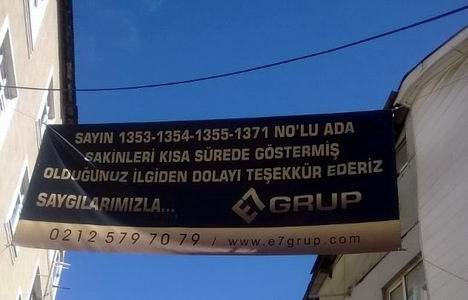 SAYIN 1353-1354-1355-1371 NO'LU ADA
SAKİNLERİ KISA SÜREDE GÖSTERMİŞ
OLDUĞUNUZ İLGİDEN DOLAYI TEŞEKKÜR EDERİZ
SAYGILARIMIZLA... E7 GRUP
0212 579 70 79 / www.e7grup.com